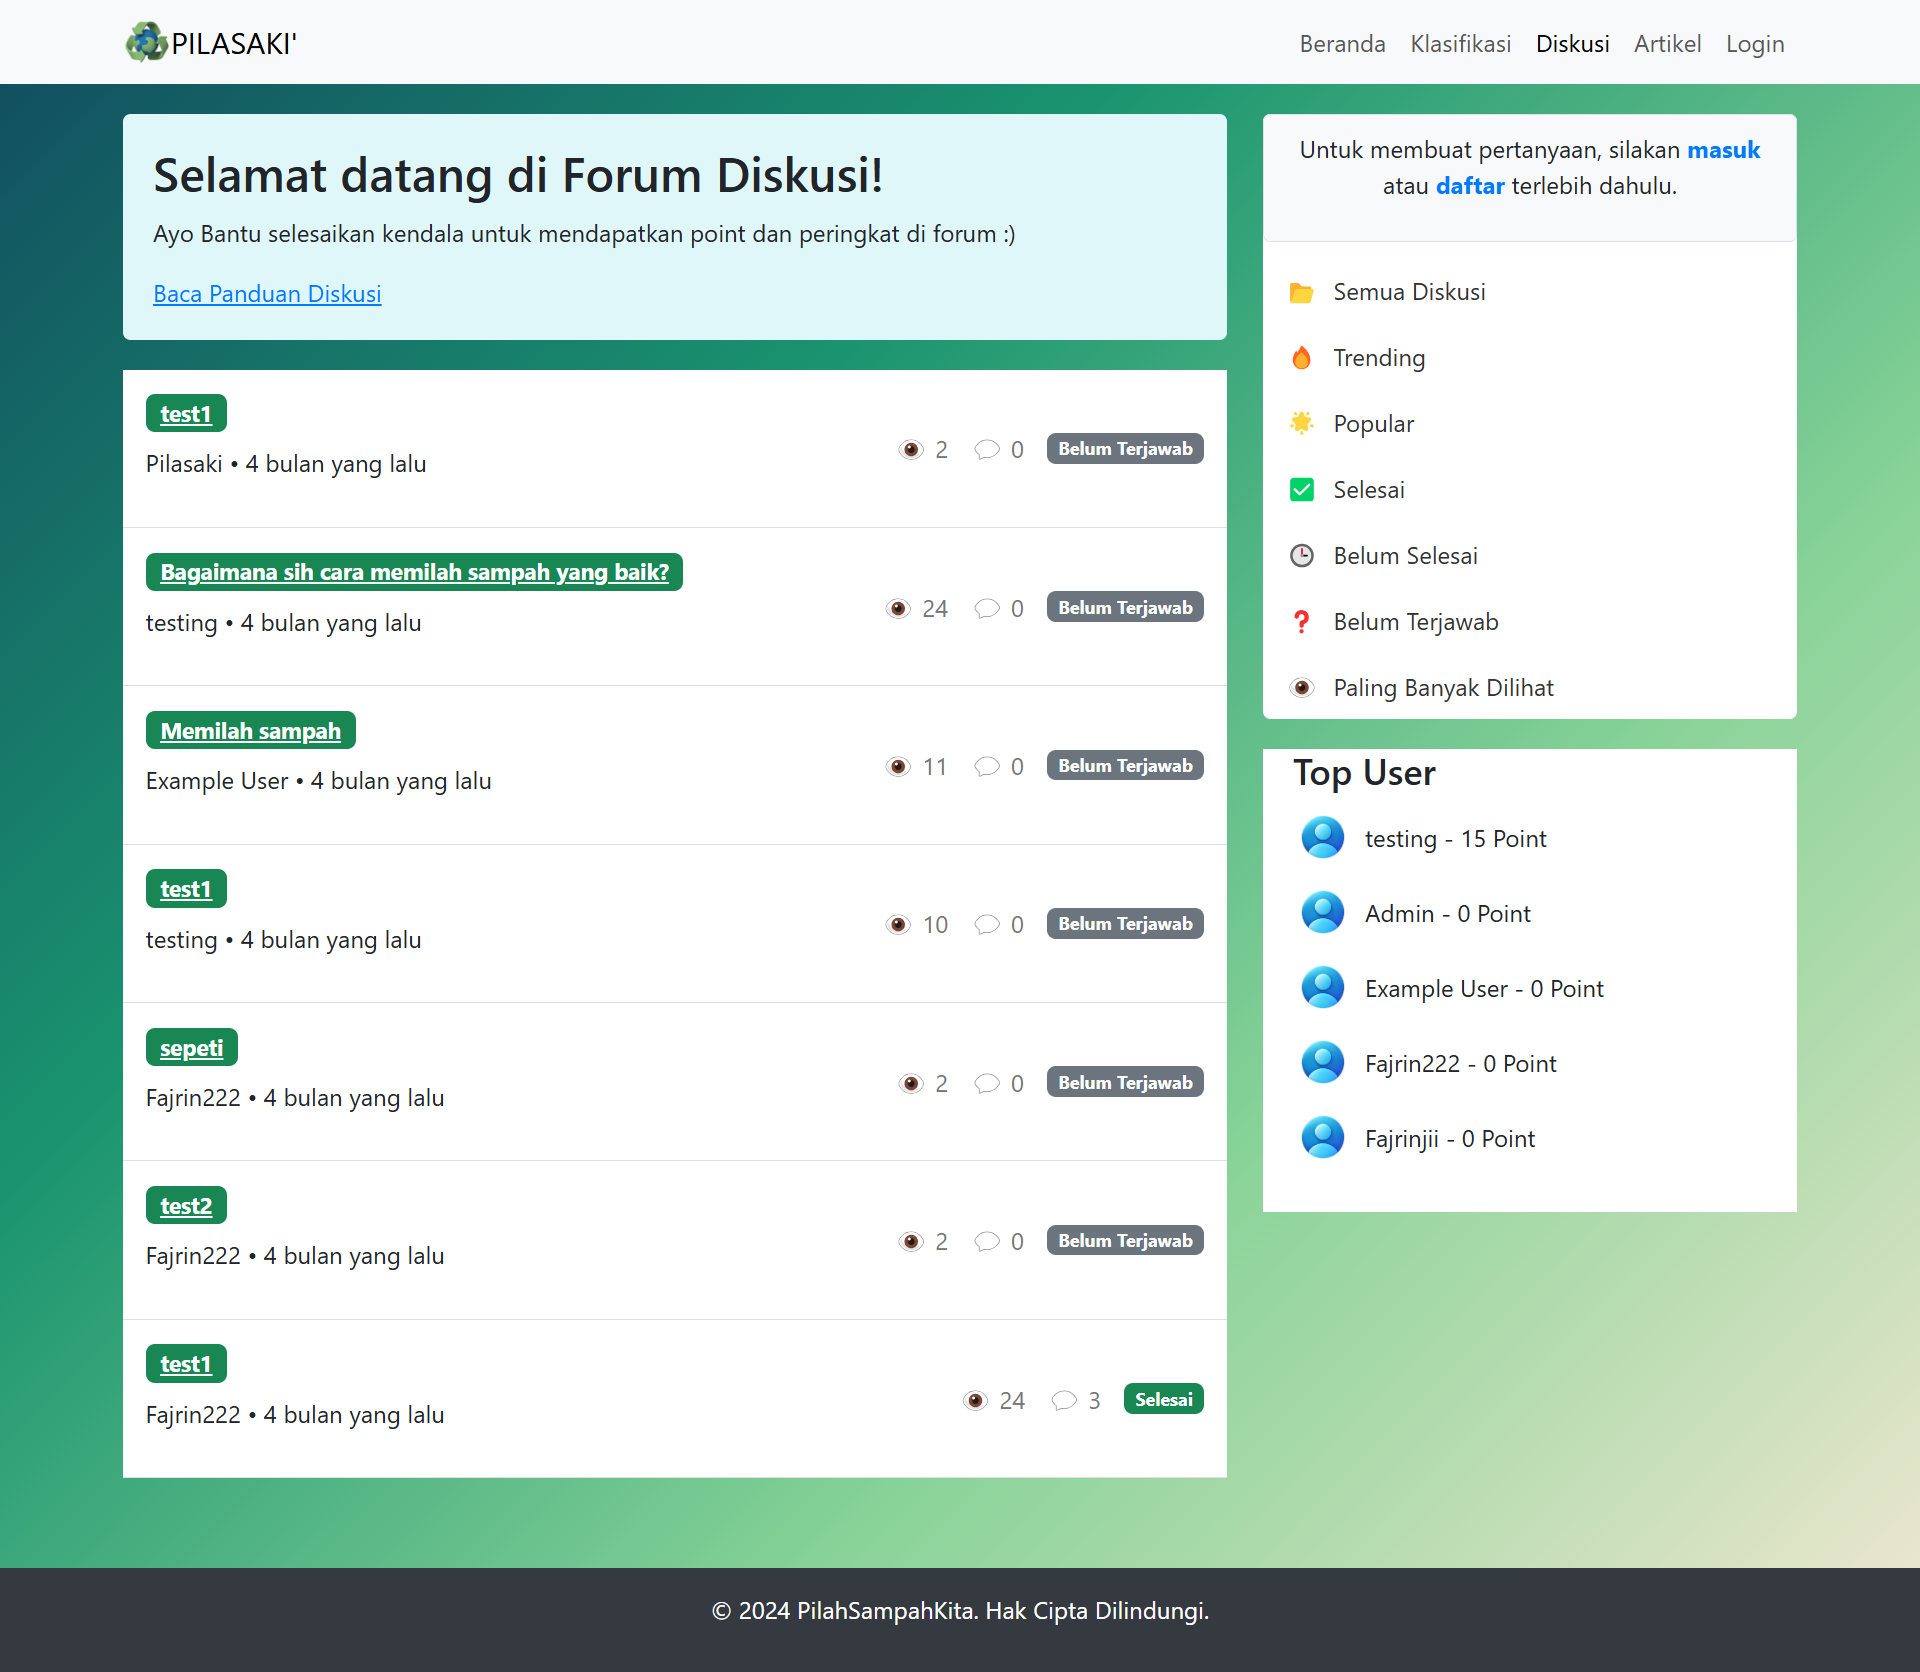 PILASAKI'
Beranda Klasifikasi Diskusi Artikel Login
Selamat datang di Forum Diskusi!
Ayo Bantu selesaikan kendala untuk mendapatkan point dan peringkat di forum :)
Baca Panduan Diskusi
test1
Pilasaki • 4 bulan yang lalu
2 0 Belum Terjawab
Bagaimana sih cara memilah sampah yang baik?
testing • 4 bulan yang lalu
24 0 Belum Terjawab
Memilah sampah
Example User • 4 bulan yang lalu
11 0 Belum Terjawab
test1
testing • 4 bulan yang lalu
10 0 Belum Terjawab
sepeti
Fajrin222 • 4 bulan yang lalu
2 0 Belum Terjawab
test2
Fajrin222 • 4 bulan yang lalu
2 0 Belum Terjawab
test1
Fajrin222 • 4 bulan yang lalu
24 3 Selesai
Untuk membuat pertanyaan, silakan masuk
atau daftar terlebih dahulu.
Semua Diskusi
Trending
Popular
Selesai
Belum Selesai
Belum Terjawab
Paling Banyak Dilihat
Top User
testing - 15 Point
Admin - 0 Point
Example User - 0 Point
Fajrin222 - 0 Point
Fajrinjii - 0 Point
© 2024 PilahSampahKita. Hak Cipta Dilindungi.